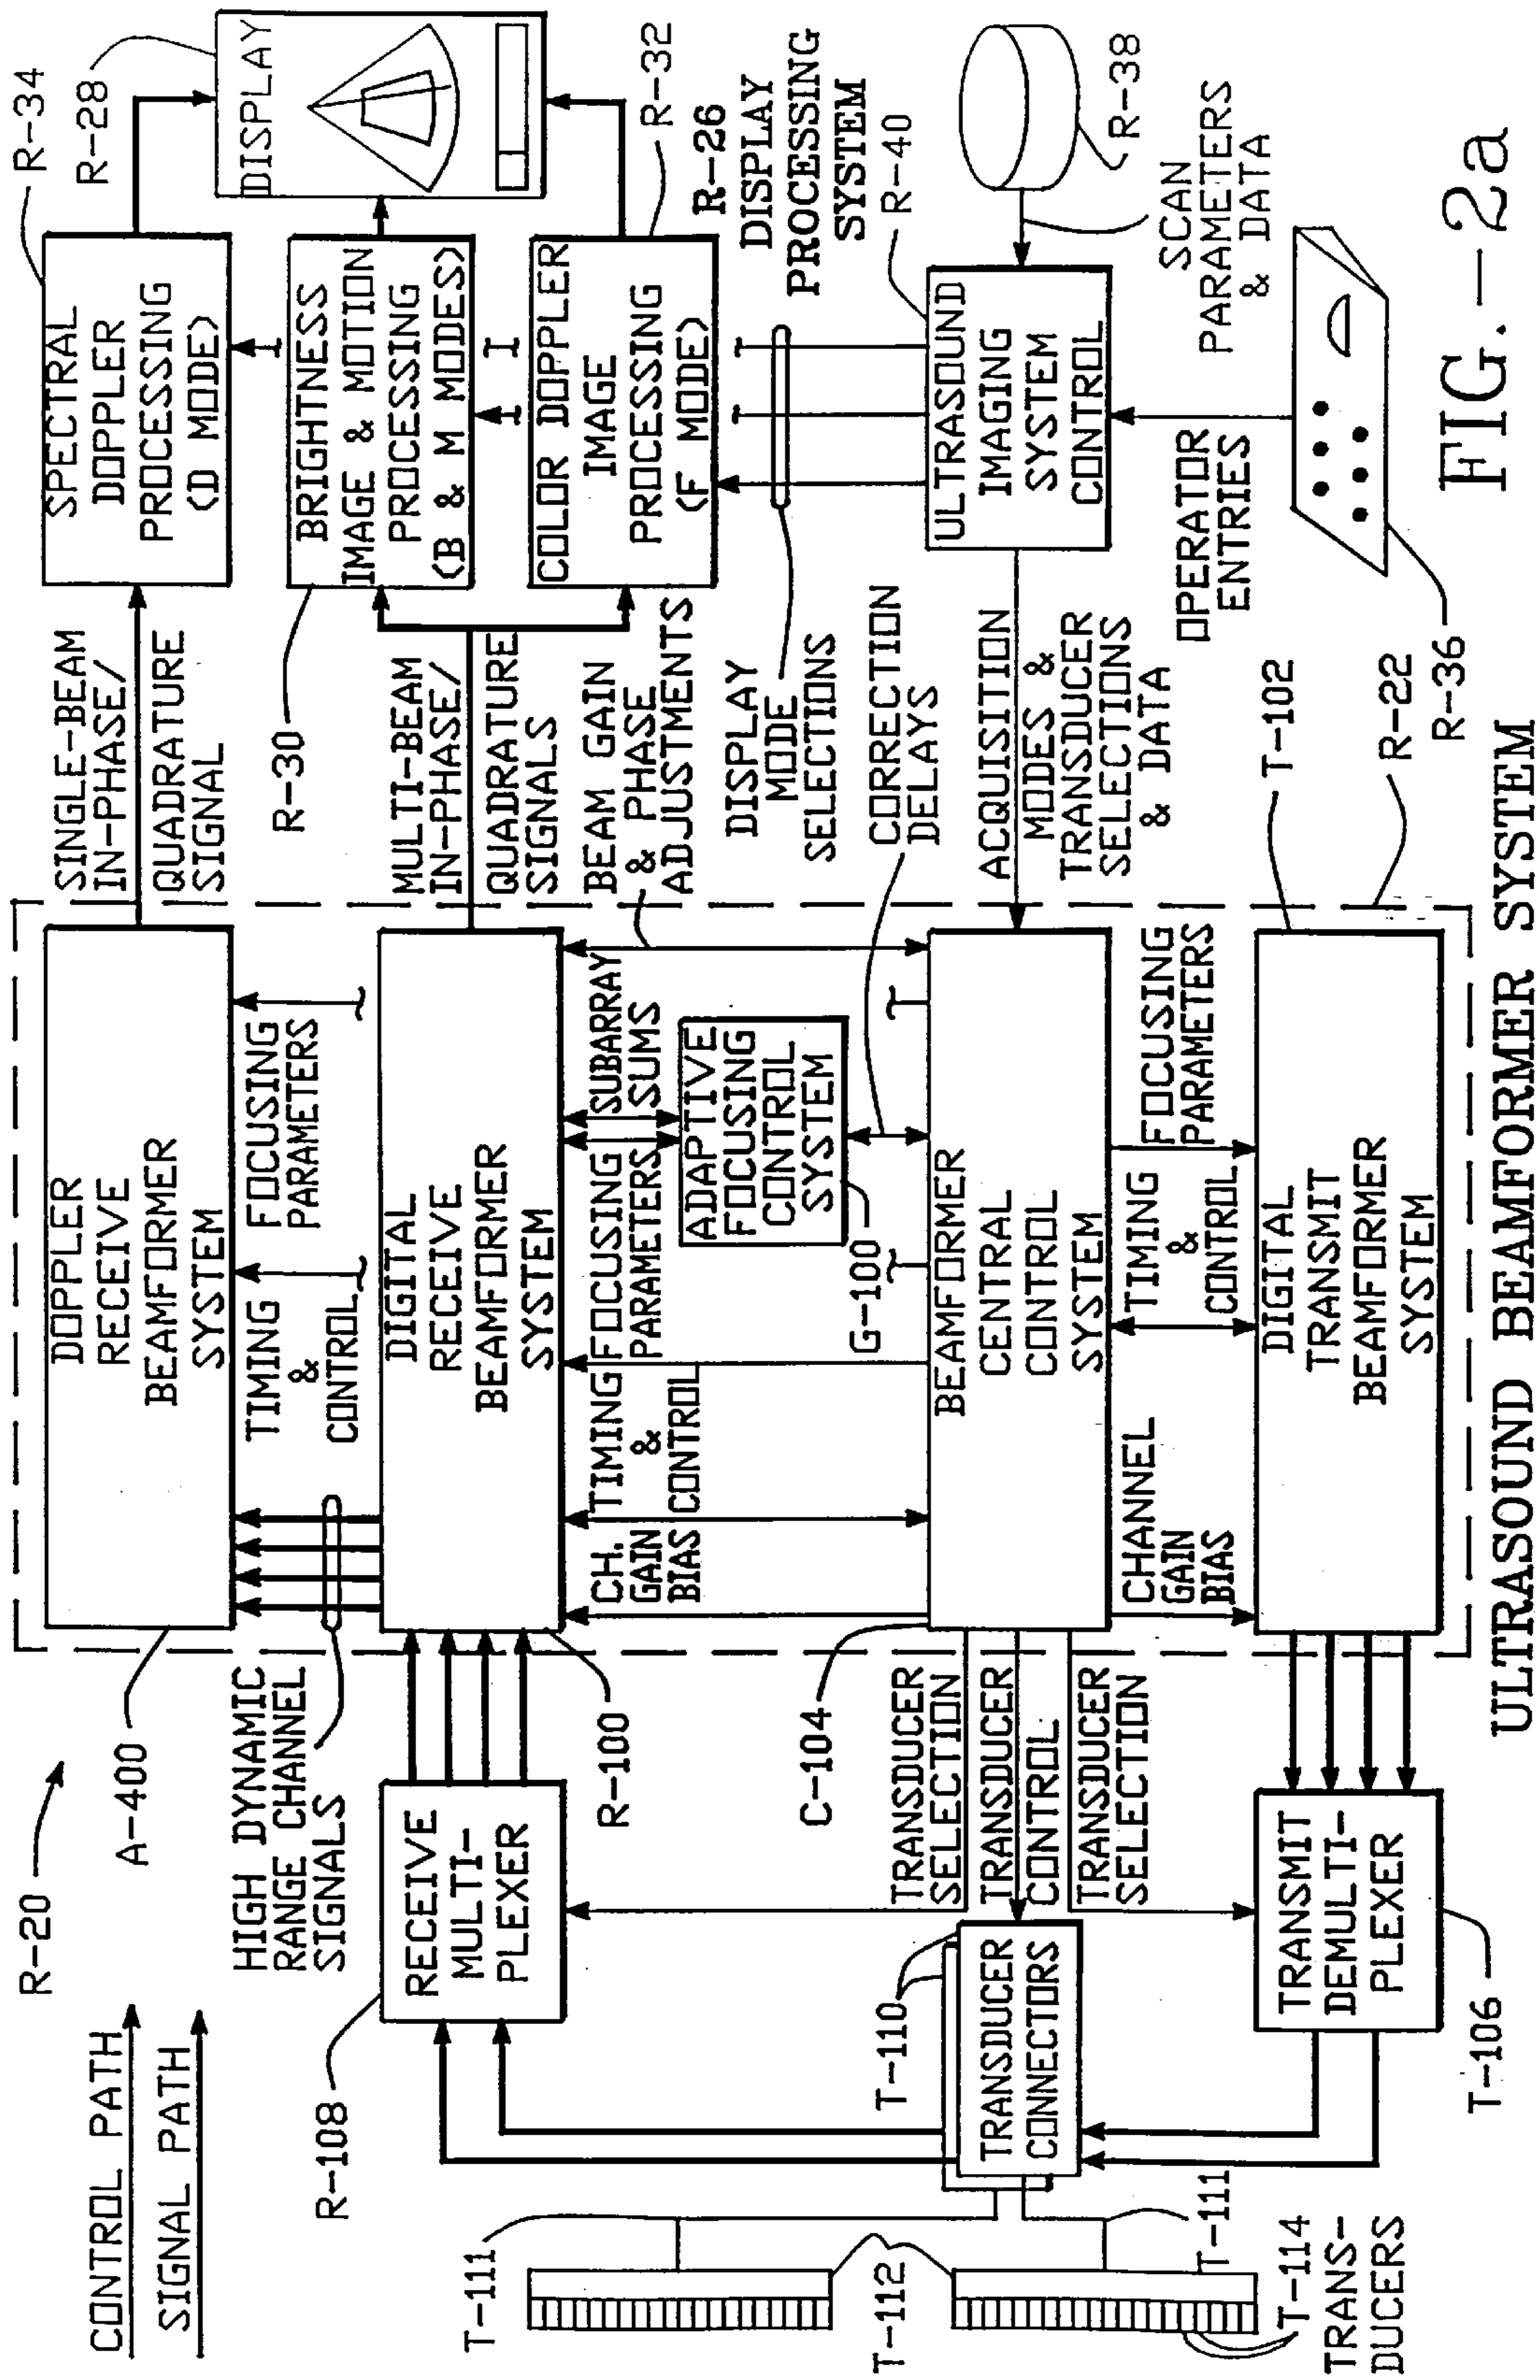 CONTROL PATH
SIGNAL PATH
R-20
HIGH DYNAMIC
RANGE CHANNEL
SIGNALS
A-400
DOPPLER
RECEIVE
BEAMFORMER
SYSTEM
SINGLE-BEAM
IN-PHASE/
QUADRATURE
SIGNAL
SPECTRAL
DOPPLER
PROCESSING
(D MODE)
R-34
R-28
DISPLAY
TIMING
&
CONTROL
FOCUSING
PARAMETERS
R-108
RECEIVE
MULTI-
PLEXER
R-100
DIGITAL
RECEIVE
BEAMFORMER
SYSTEM
MULTI-BEAM
IN-PHASE/
QUADRATURE
SIGNALS
R-30
BRIGHTNESS
IMAGE & MOTION
PROCESSING
(B & M MODES)
COLOR DOPPLER
IMAGE
PROCESSING
(F MODE)
R-32
R-26
DISPLAY
PROCESSING
SYSTEM
CH.
GAIN
BIAS
TIMING
&
CONTROL
FOCUSING
PARAMETERS
SUBARRAY
SUMS
BEAM GAIN
& PHASE
ADJUSTMENTS
ADAPTIVE
FOCUSING
CONTROL
SYSTEM
G-100
DISPLAY
MODE
SELECTIONS
CORRECTION
DELAYS
T-111
T-112
T-110
TRANSDUCER
CONNECTORS
TRANSDUCER
SELECTION
TRANSDUCER
CONTROL
TRANSDUCER
SELECTION
C-104
BEAMFORMER
CENTRAL
CONTROL
SYSTEM
ACQUISITION
MODES &
TRANSDUCER
SELECTIONS
& DATA
ULTRASOUND
IMAGING
SYSTEM
CONTROL
R-40
R-38
SCAN
PARAMETERS
& DATA
OPERATOR
ENTRIES
R-36
CHANNEL
GAIN
BIAS
TIMING
&
CONTROL
FOCUSING
PARAMETERS
T-111
T-114
TRANS-
DUCERS
TRANSMIT
DEMULTI-
PLEXER
T-106
DIGITAL
TRANSMIT
BEAMFORMER
SYSTEM
T-102
R-22
ULTRASOUND BEAMFORMER SYSTEM
FIG.-2a